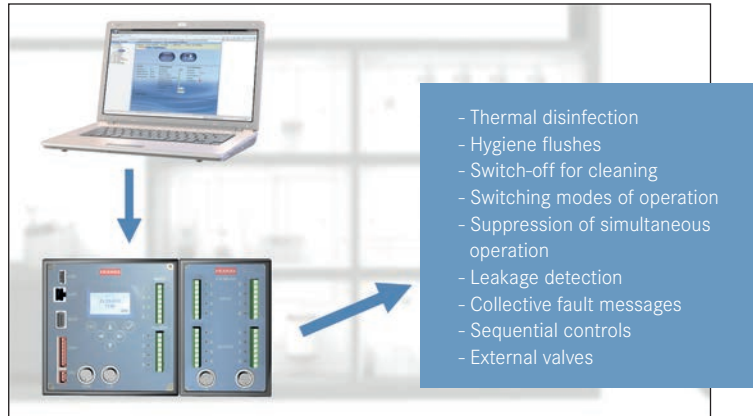 - Thermal disinfection
- Hygiene flushes
- Switch-off for cleaning
- Switching modes of operation
- Suppression of simultaneous
operation
- Leakage detection
- Collective fault messages
- Sequential controls
- External valves